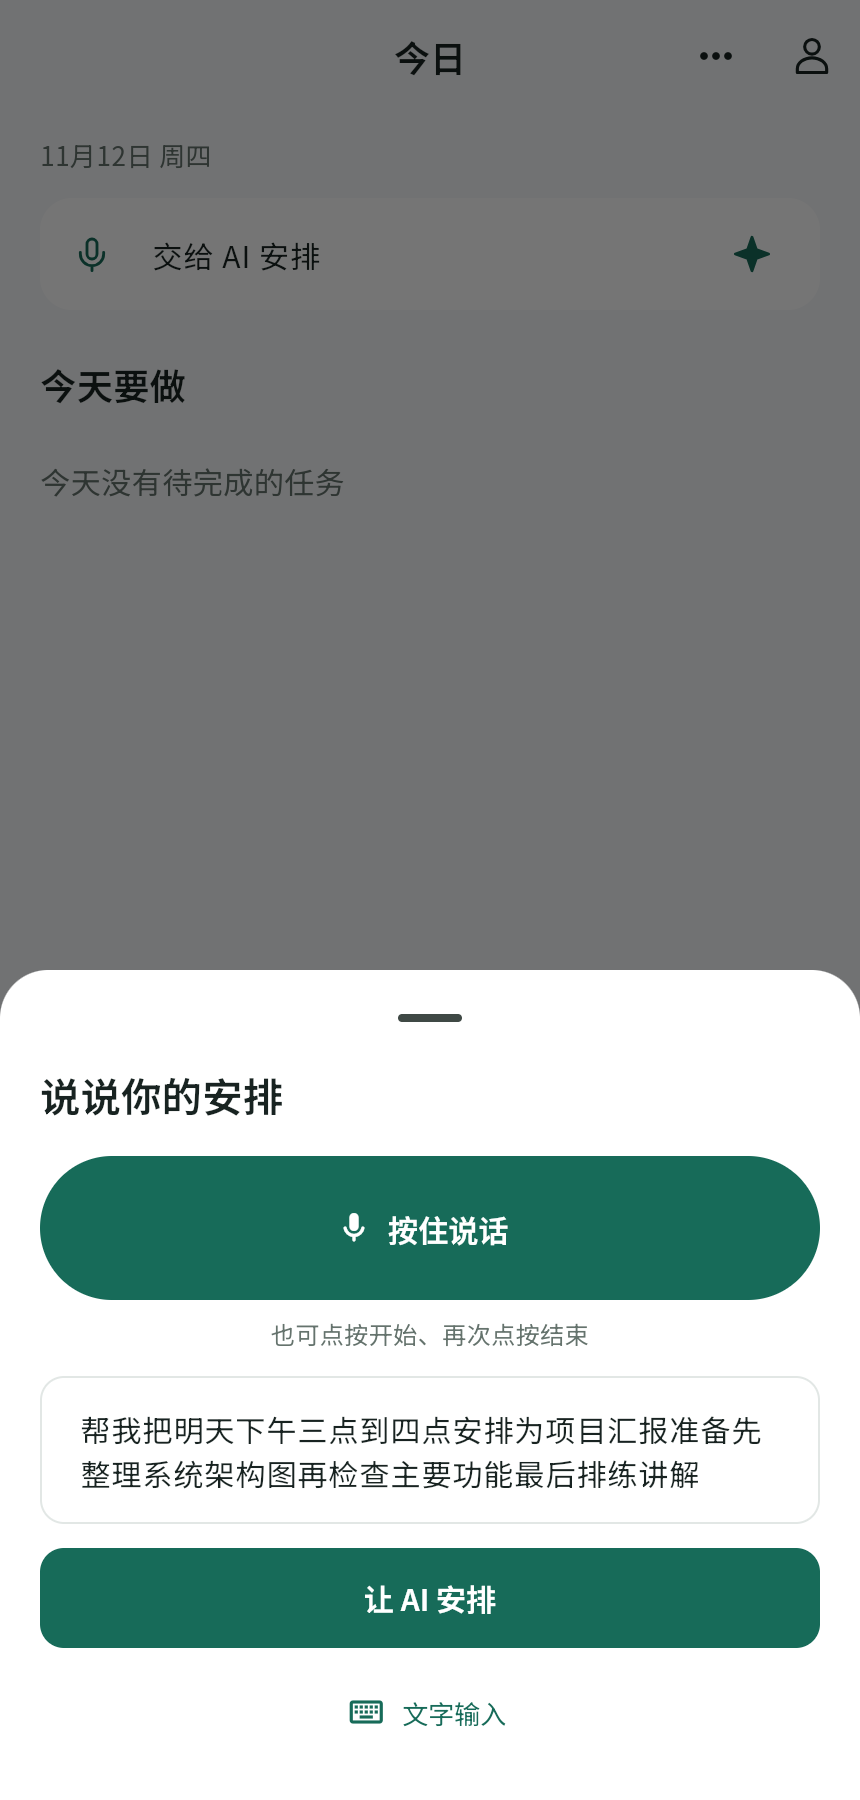 今日
11月12日 周四
交给 AI 安排
今天要做
今天没有待完成的任务
说说你的安排
按住说话
也可点按开始、再次点按结束
帮我把明天下午三点到四点安排为项目汇报准备先
整理系统架构图再检查主要功能最后排练讲解
让 AI 安排
文字输入